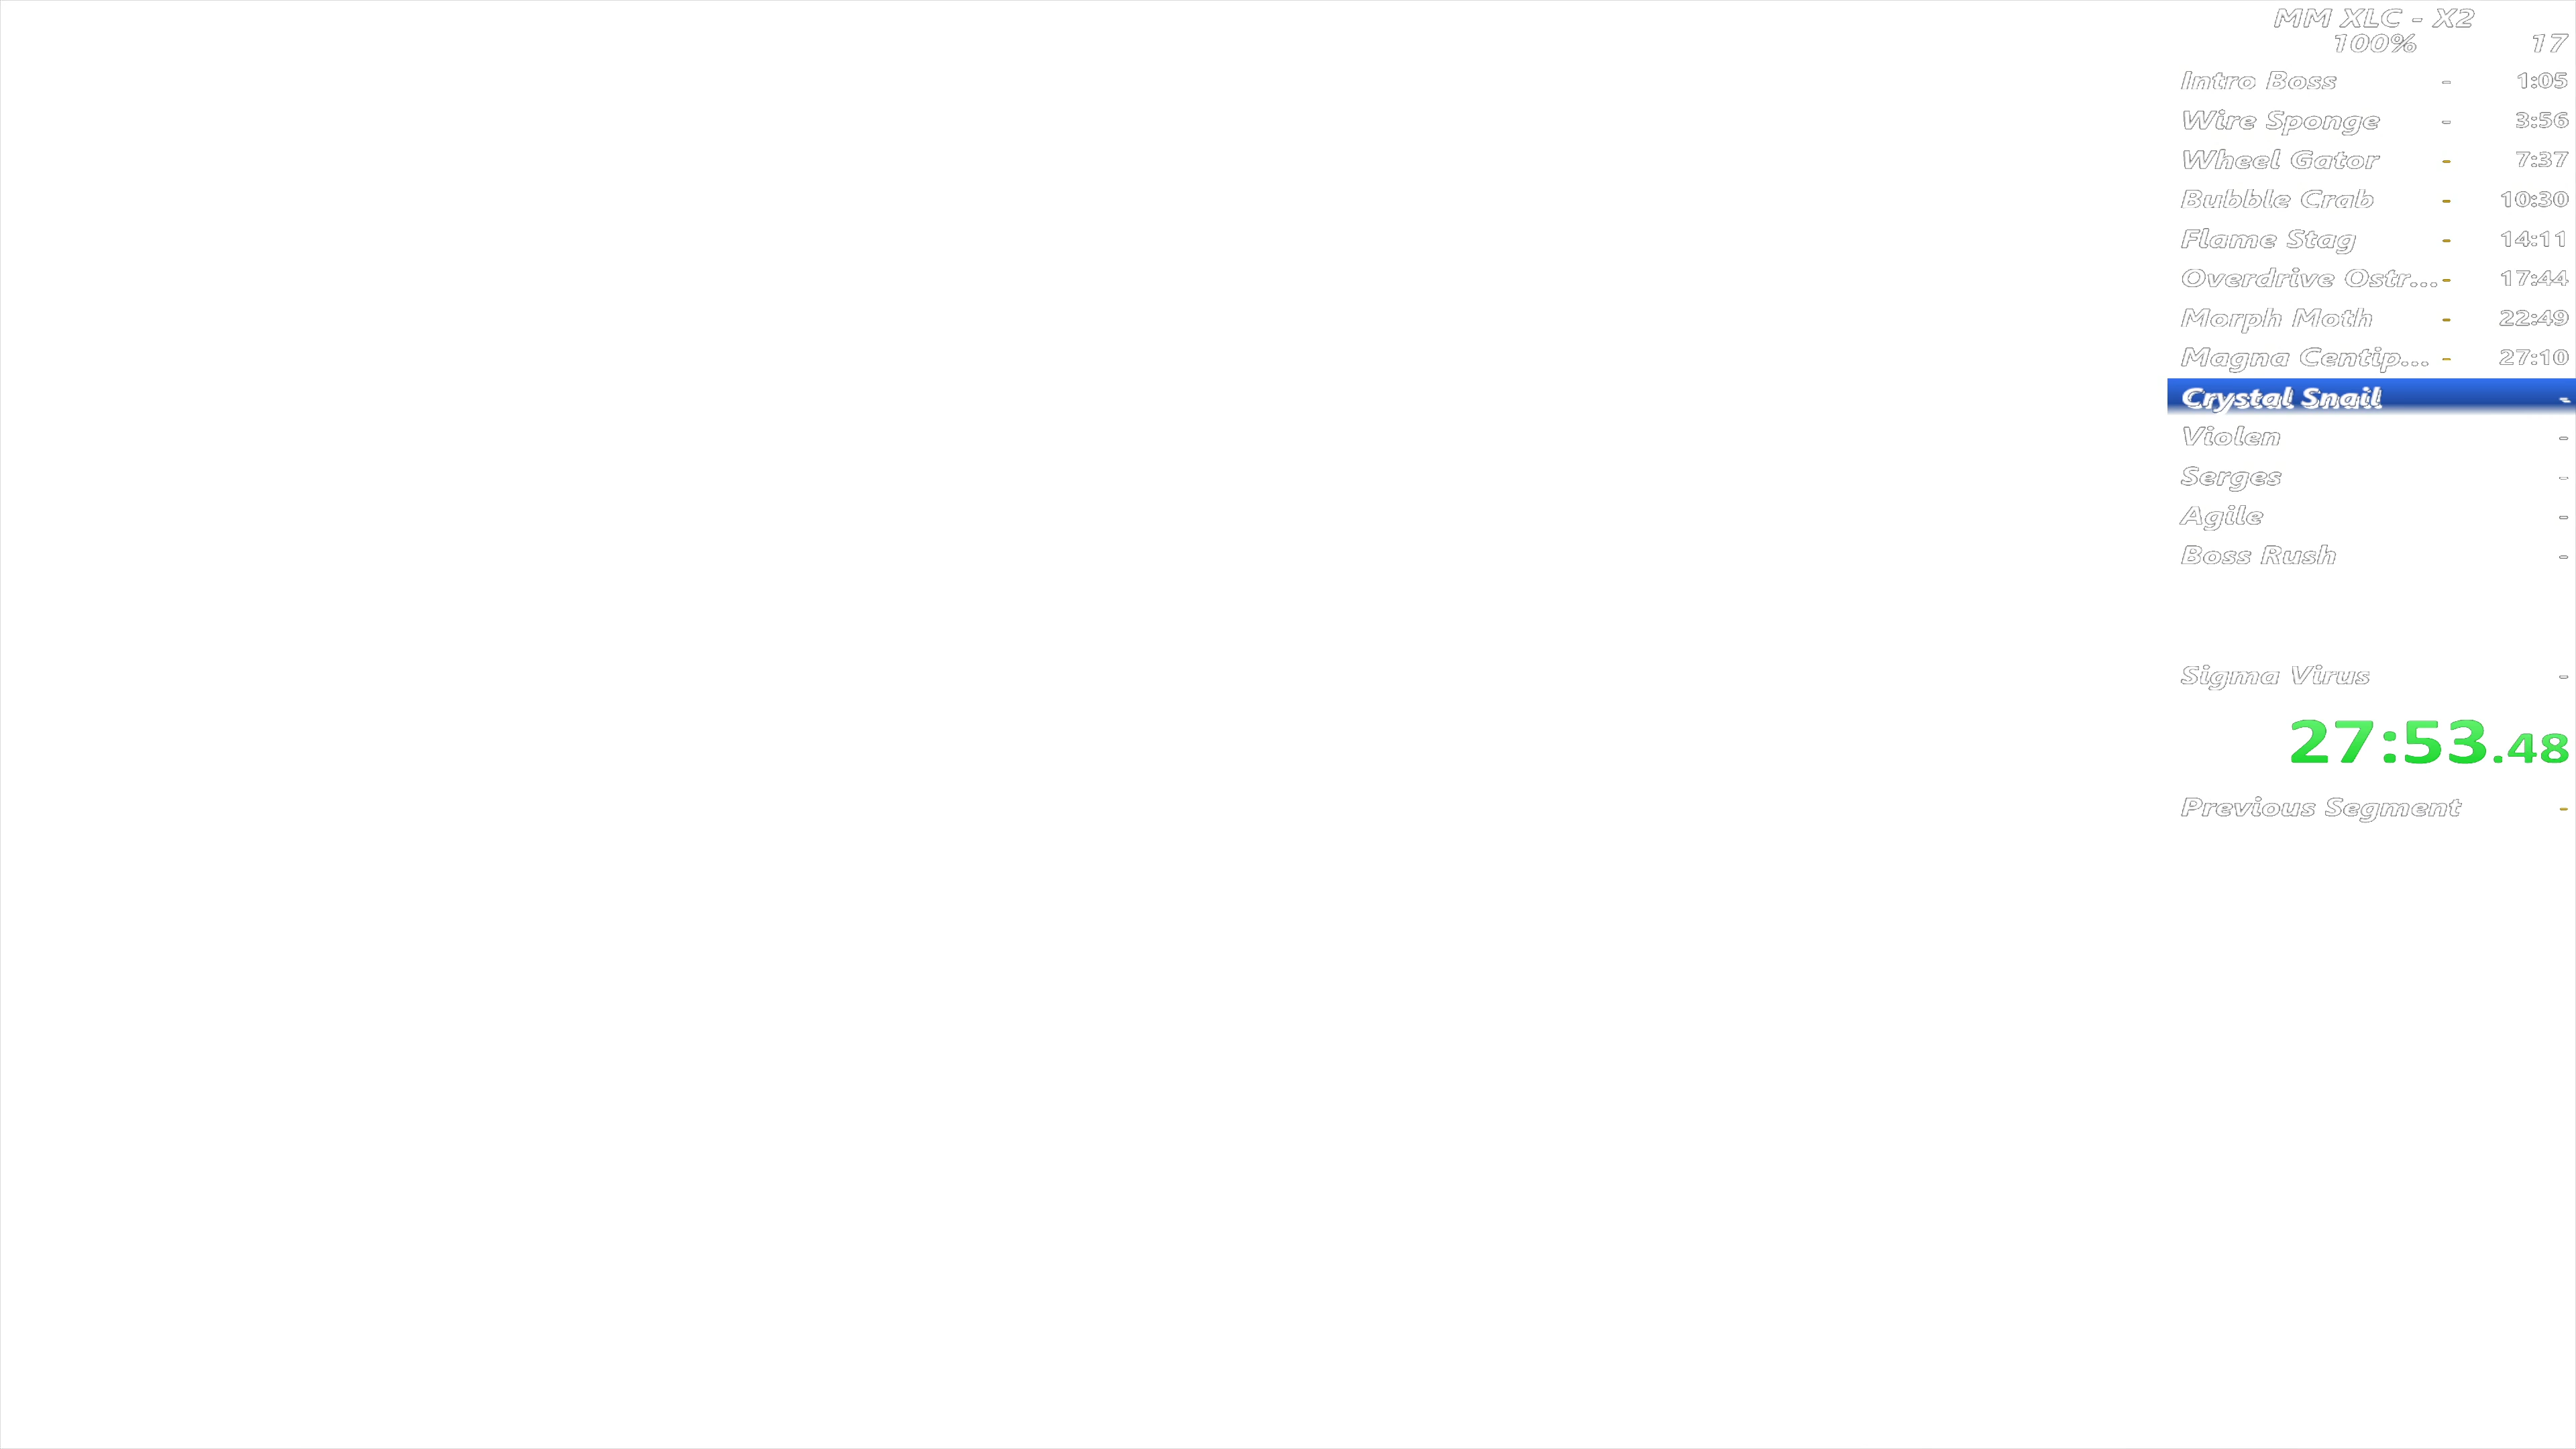 MM XLC - X2
100% 17
Intro Boss - 1:05
Wire Sponge - 3:56
Wheel Gator - 7:37
Bubble Crab - 10:30
Flame Stag - 14:11
Overdrive Ostr... - 17:44
Morph Moth - 22:49
Magna Centip... - 27:10
Crystal Snail -
Violen -
Serges -
Agile -
Boss Rush -
Sigma Virus -
27:53.48
Previous Segment -